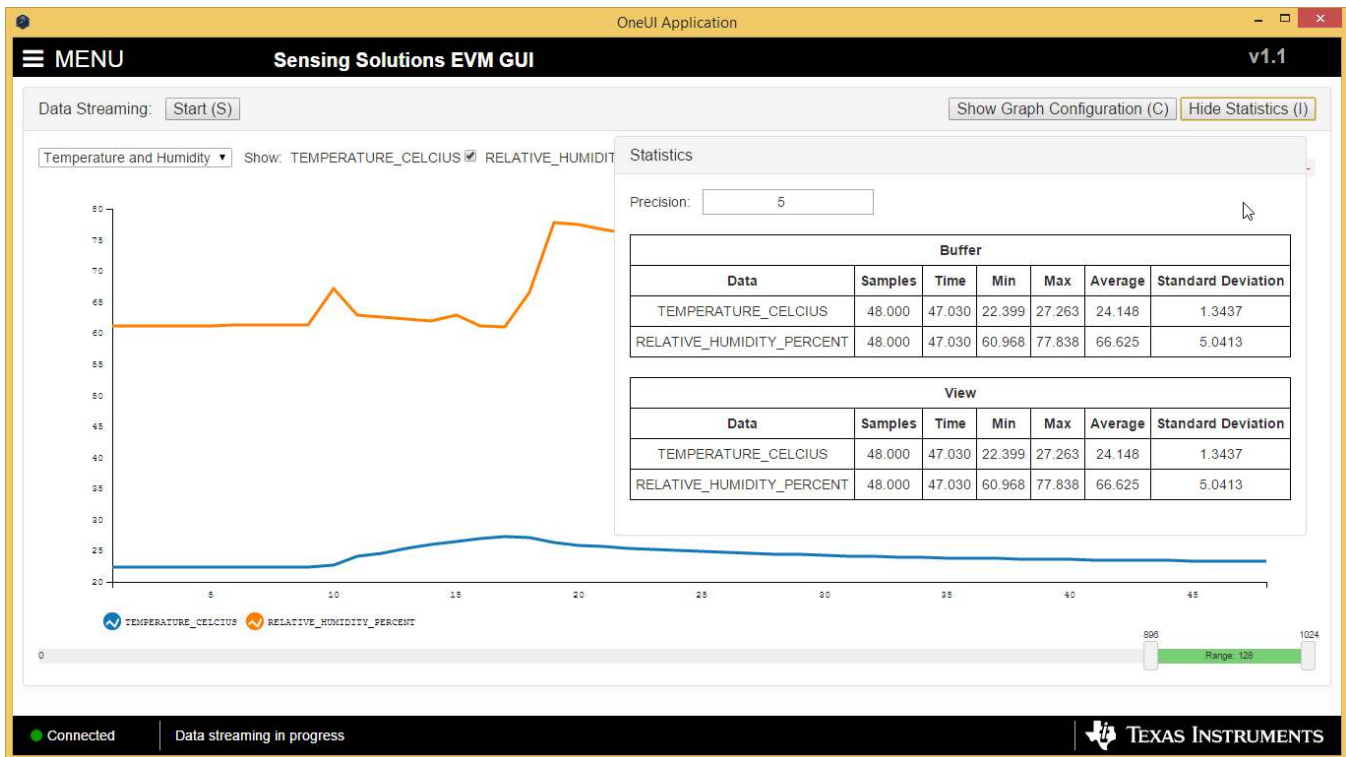 OneUI Application
MENU Sensing Solutions EVM GUI v1.1
Data Streaming: Start (S) Show Graph Configuration (C) Hide Statistics (I)
Temperature and Humidity Show: TEMPERATURE_CELCIUS RELATIVE_HUMIDIT
Statistics
Precision: 5
Buffer
Data Samples Time Min Max Average Standard Deviation
TEMPERATURE_CELCIUS 48.000 47.030 22.399 27.263 24.148 1.3437
RELATIVE_HUMIDITY_PERCENT 48.000 47.030 60.968 77.838 66.625 5.0413
View
Data Samples Time Min Max Average Standard Deviation
TEMPERATURE_CELCIUS 48.000 47.030 22.399 27.263 24.148 1.3437
RELATIVE_HUMIDITY_PERCENT 48.000 47.030 60.968 77.838 66.625 5.0413
80
75
70
65
60
55
50
45
40
35
30
25
20
5 10 15 20 25 30 35 40 45
TEMPERATURE_CELCIUS RELATIVE_HUMIDITY_PERCENT
896 1024
0 Range: 128
Connected Data streaming in progress TEXAS INSTRUMENTS